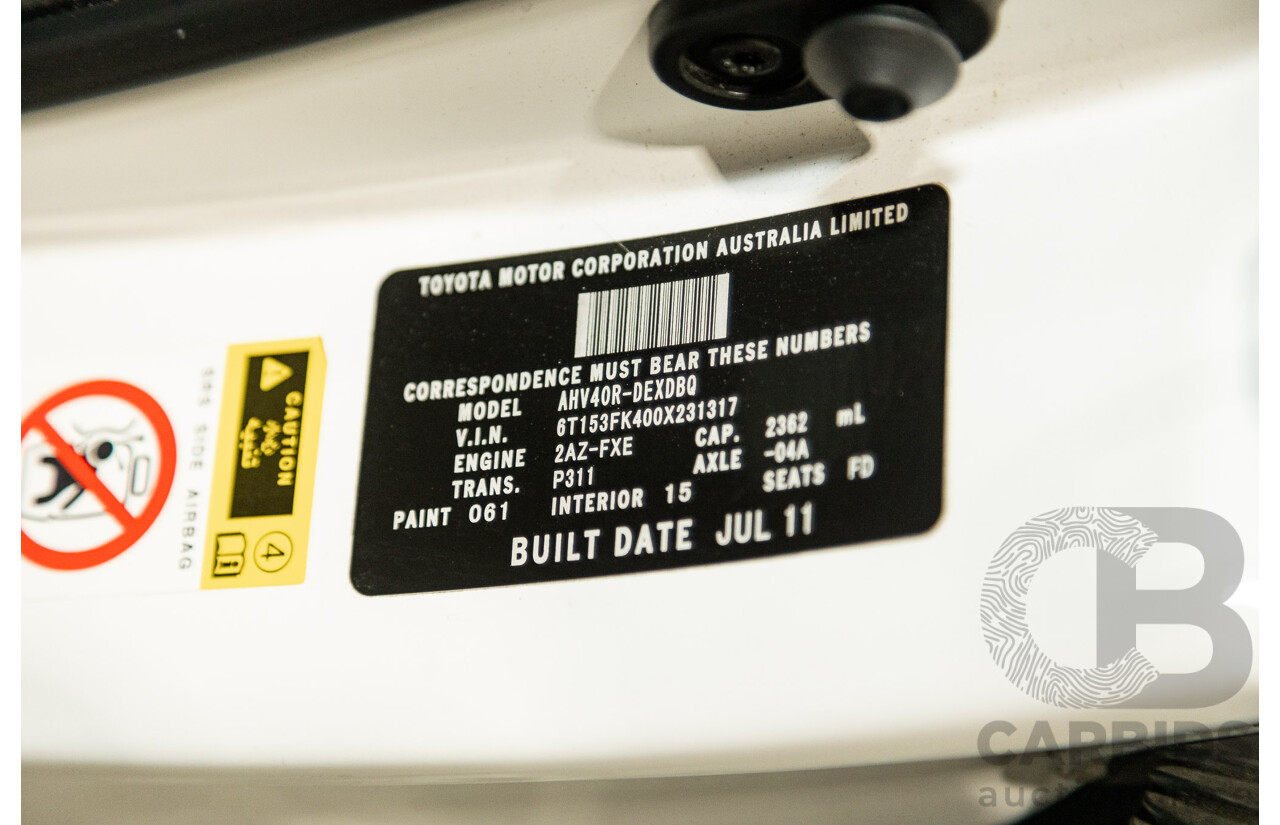 TOYOTA MOTOR CORPORATION AUSTRALIA LIMITED
CORRESPONDENCE MUST BEAR THESE NUMBERS
MODEL AHV40R-DEXDBQ
V.I.N. 6T153FK400X231317
ENGINE 2AZ-FXE CAP. 2362 mL
TRANS. P311 AXLE -04A
PAINT 061 INTERIOR 15 SEATS FD
BUILT DATE JUL 11
CAUTION
4
SRS SIDE AIRBAG
CB